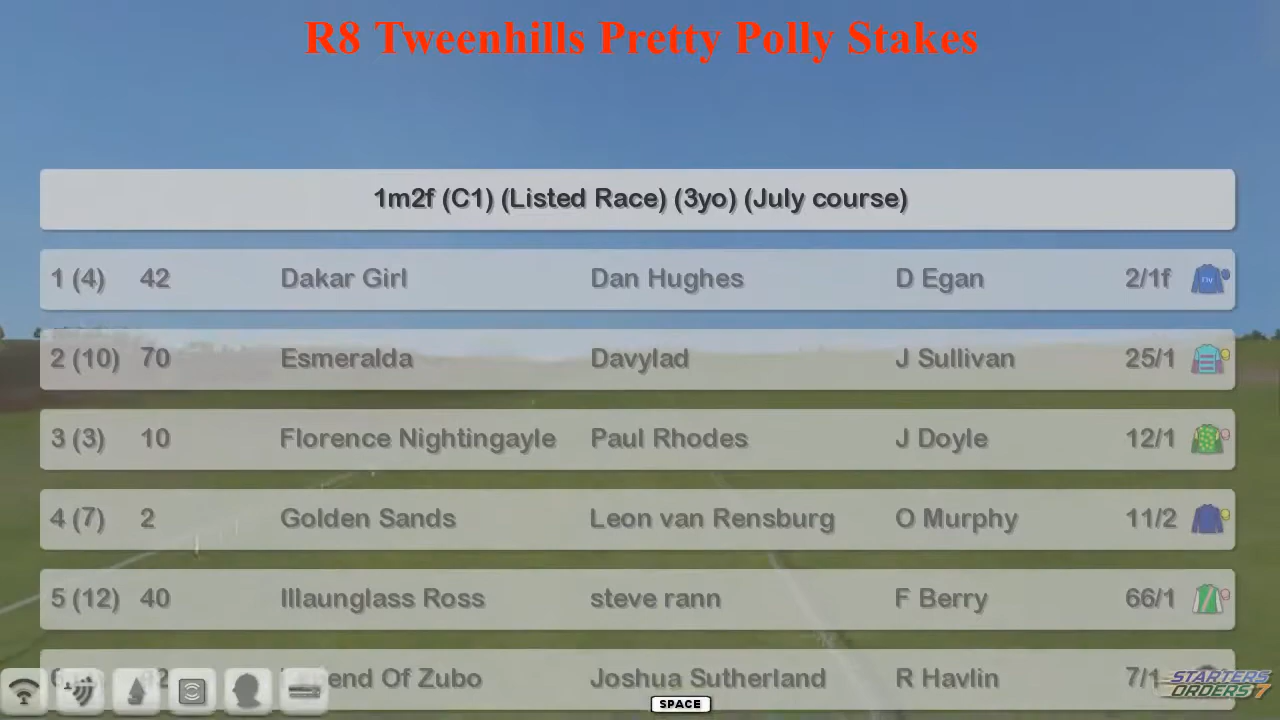 R8 Tweenhills Pretty Polly Stakes
1m2f (C1) (Listed Race) (3yo) (July course)
1 (4) 42 Dakar Girl Dan Hughes D Egan 2/1f
2 (10) 70 Esmeralda Davylad J Sullivan 25/1
3 (3) 10 Florence Nightingayle Paul Rhodes J Doyle 12/1
4 (7) 2 Golden Sands Leon van Rensburg O Murphy 11/2
5 (12) 40 Illaunglass Ross steve rann F Berry 66/1
Of Zubo Joshua Sutherland R Havlin 7/1
STARTERS ORDERS 7
SPACE